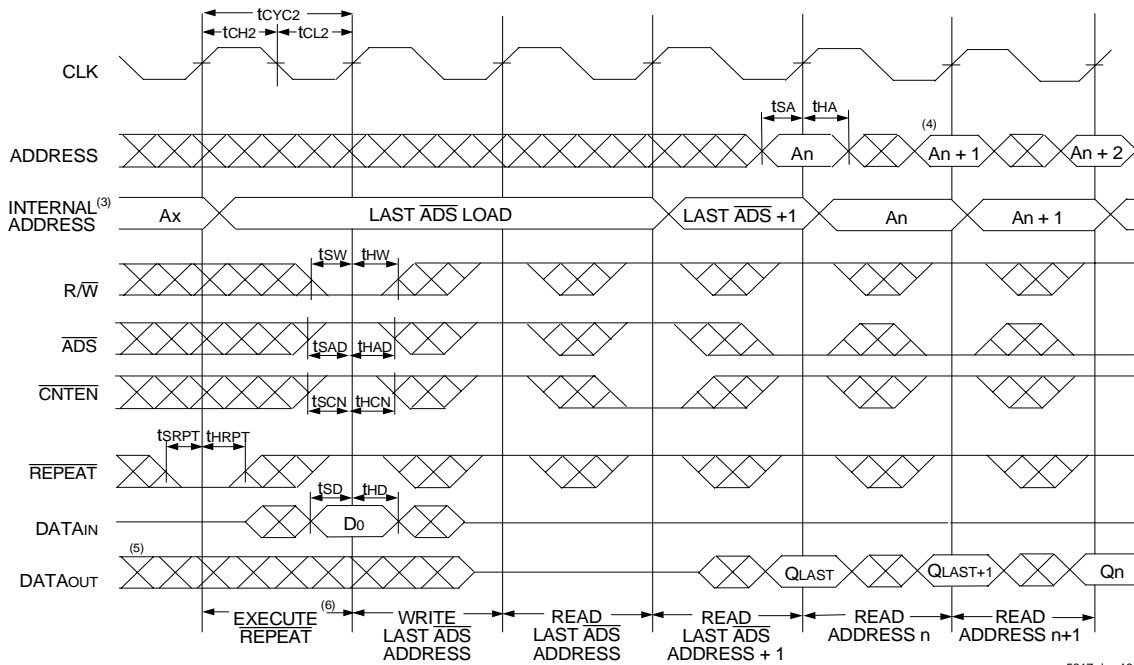 tCYC2
tCH2 tCL2
CLK
tSA tHA
(4)
ADDRESS An An + 1 An + 2
INTERNAL(3)
ADDRESS
Ax LAST ADS LOAD LAST ADS +1 An An + 1
tSW tHW
R/W
ADS
tSAD tHAD
CNTEN
tSCN tHCN
tSRPT tHRPT
REPEAT
tSD tHD
DATAIN D0
(5)
DATAOUT QLAST QLAST+1 Qn
EXECUTE(6)
REPEAT
WRITE
LAST ADS
ADDRESS
READ
LAST ADS
ADDRESS
READ
LAST ADS
ADDRESS + 1
READ
ADDRESS n
READ
ADDRESS n+1